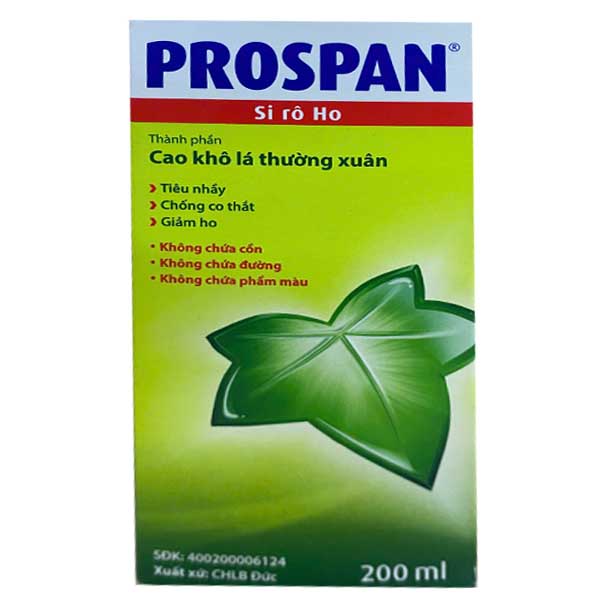 PROSPAN®
Si rô Ho
Thành phần
Cao khô lá thường xuân
Tiêu nhầy
Chống co thắt
Giảm ho
• Không chứa cồn
• Không chứa đường
• Không chứa phẩm màu
SĐK: 400200006124
Xuất xứ: CHLB Đức
200 ml